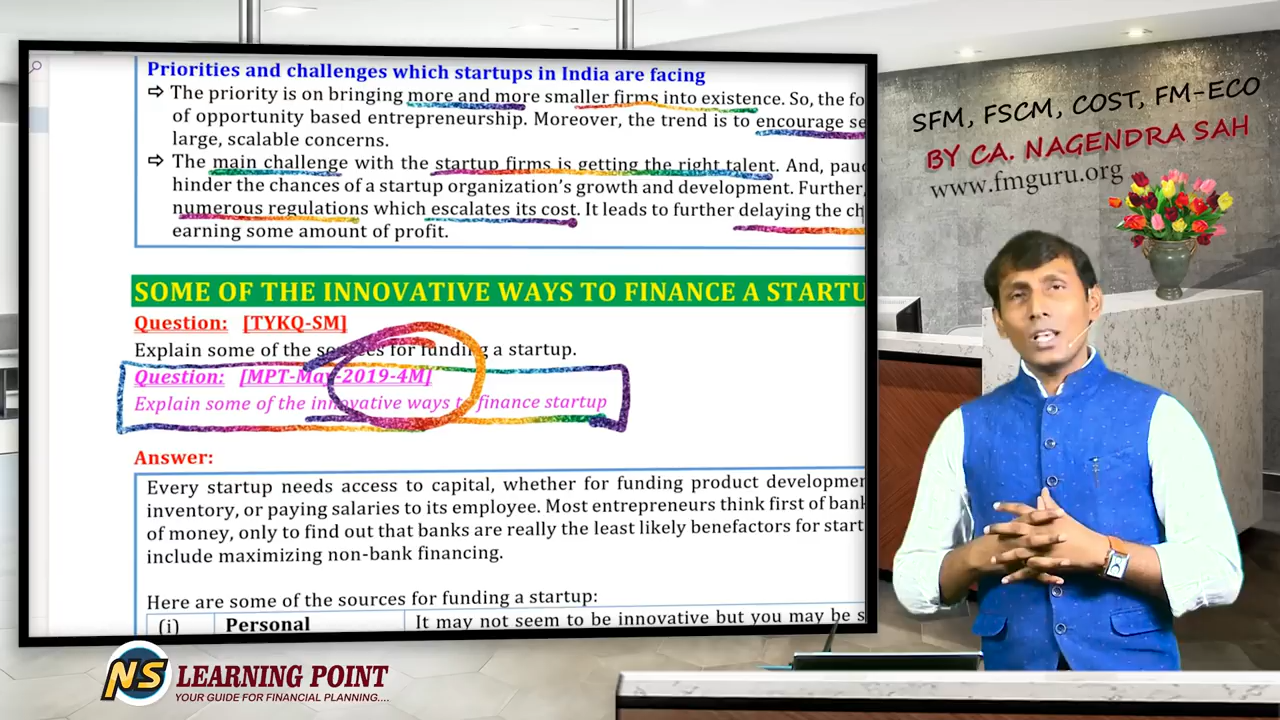 Priorities and challenges which startups in India are facing
⇨ The priority is on bringing more and more smaller firms into existence. So, the fo
of opportunity based entrepreneurship. Moreover, the trend is to encourage se
large, scalable concerns.
⇨ The main challenge with the startup firms is getting the right talent. And, pauc
hinder the chances of a startup organization's growth and development. Further,
numerous regulations which escalates its cost. It leads to further delaying the ch
earning some amount of profit.
SOME OF THE INNOVATIVE WAYS TO FINANCE A STARTU
Question: [TYKQ-SM]
Explain some of the sources for funding a startup.
Question: [MPT-May-2019-4M]
Explain some of the innovative ways to finance startup
Answer:
Every startup needs access to capital, whether for funding product developmen
inventory, or paying salaries to its employee. Most entrepreneurs think first of bank
of money, only to find out that banks are really the least likely benefactors for start
include maximizing non-bank financing.
Here are some of the sources for funding a startup:
(i) Personal It may not seem to be innovative but you may be s
SFM, FSCM, COST, FM-ECO
BY CA. NAGENDRA SAH
www.fmguru.org
NS LEARNING POINT
YOUR GUIDE FOR FINANCIAL PLANNING....